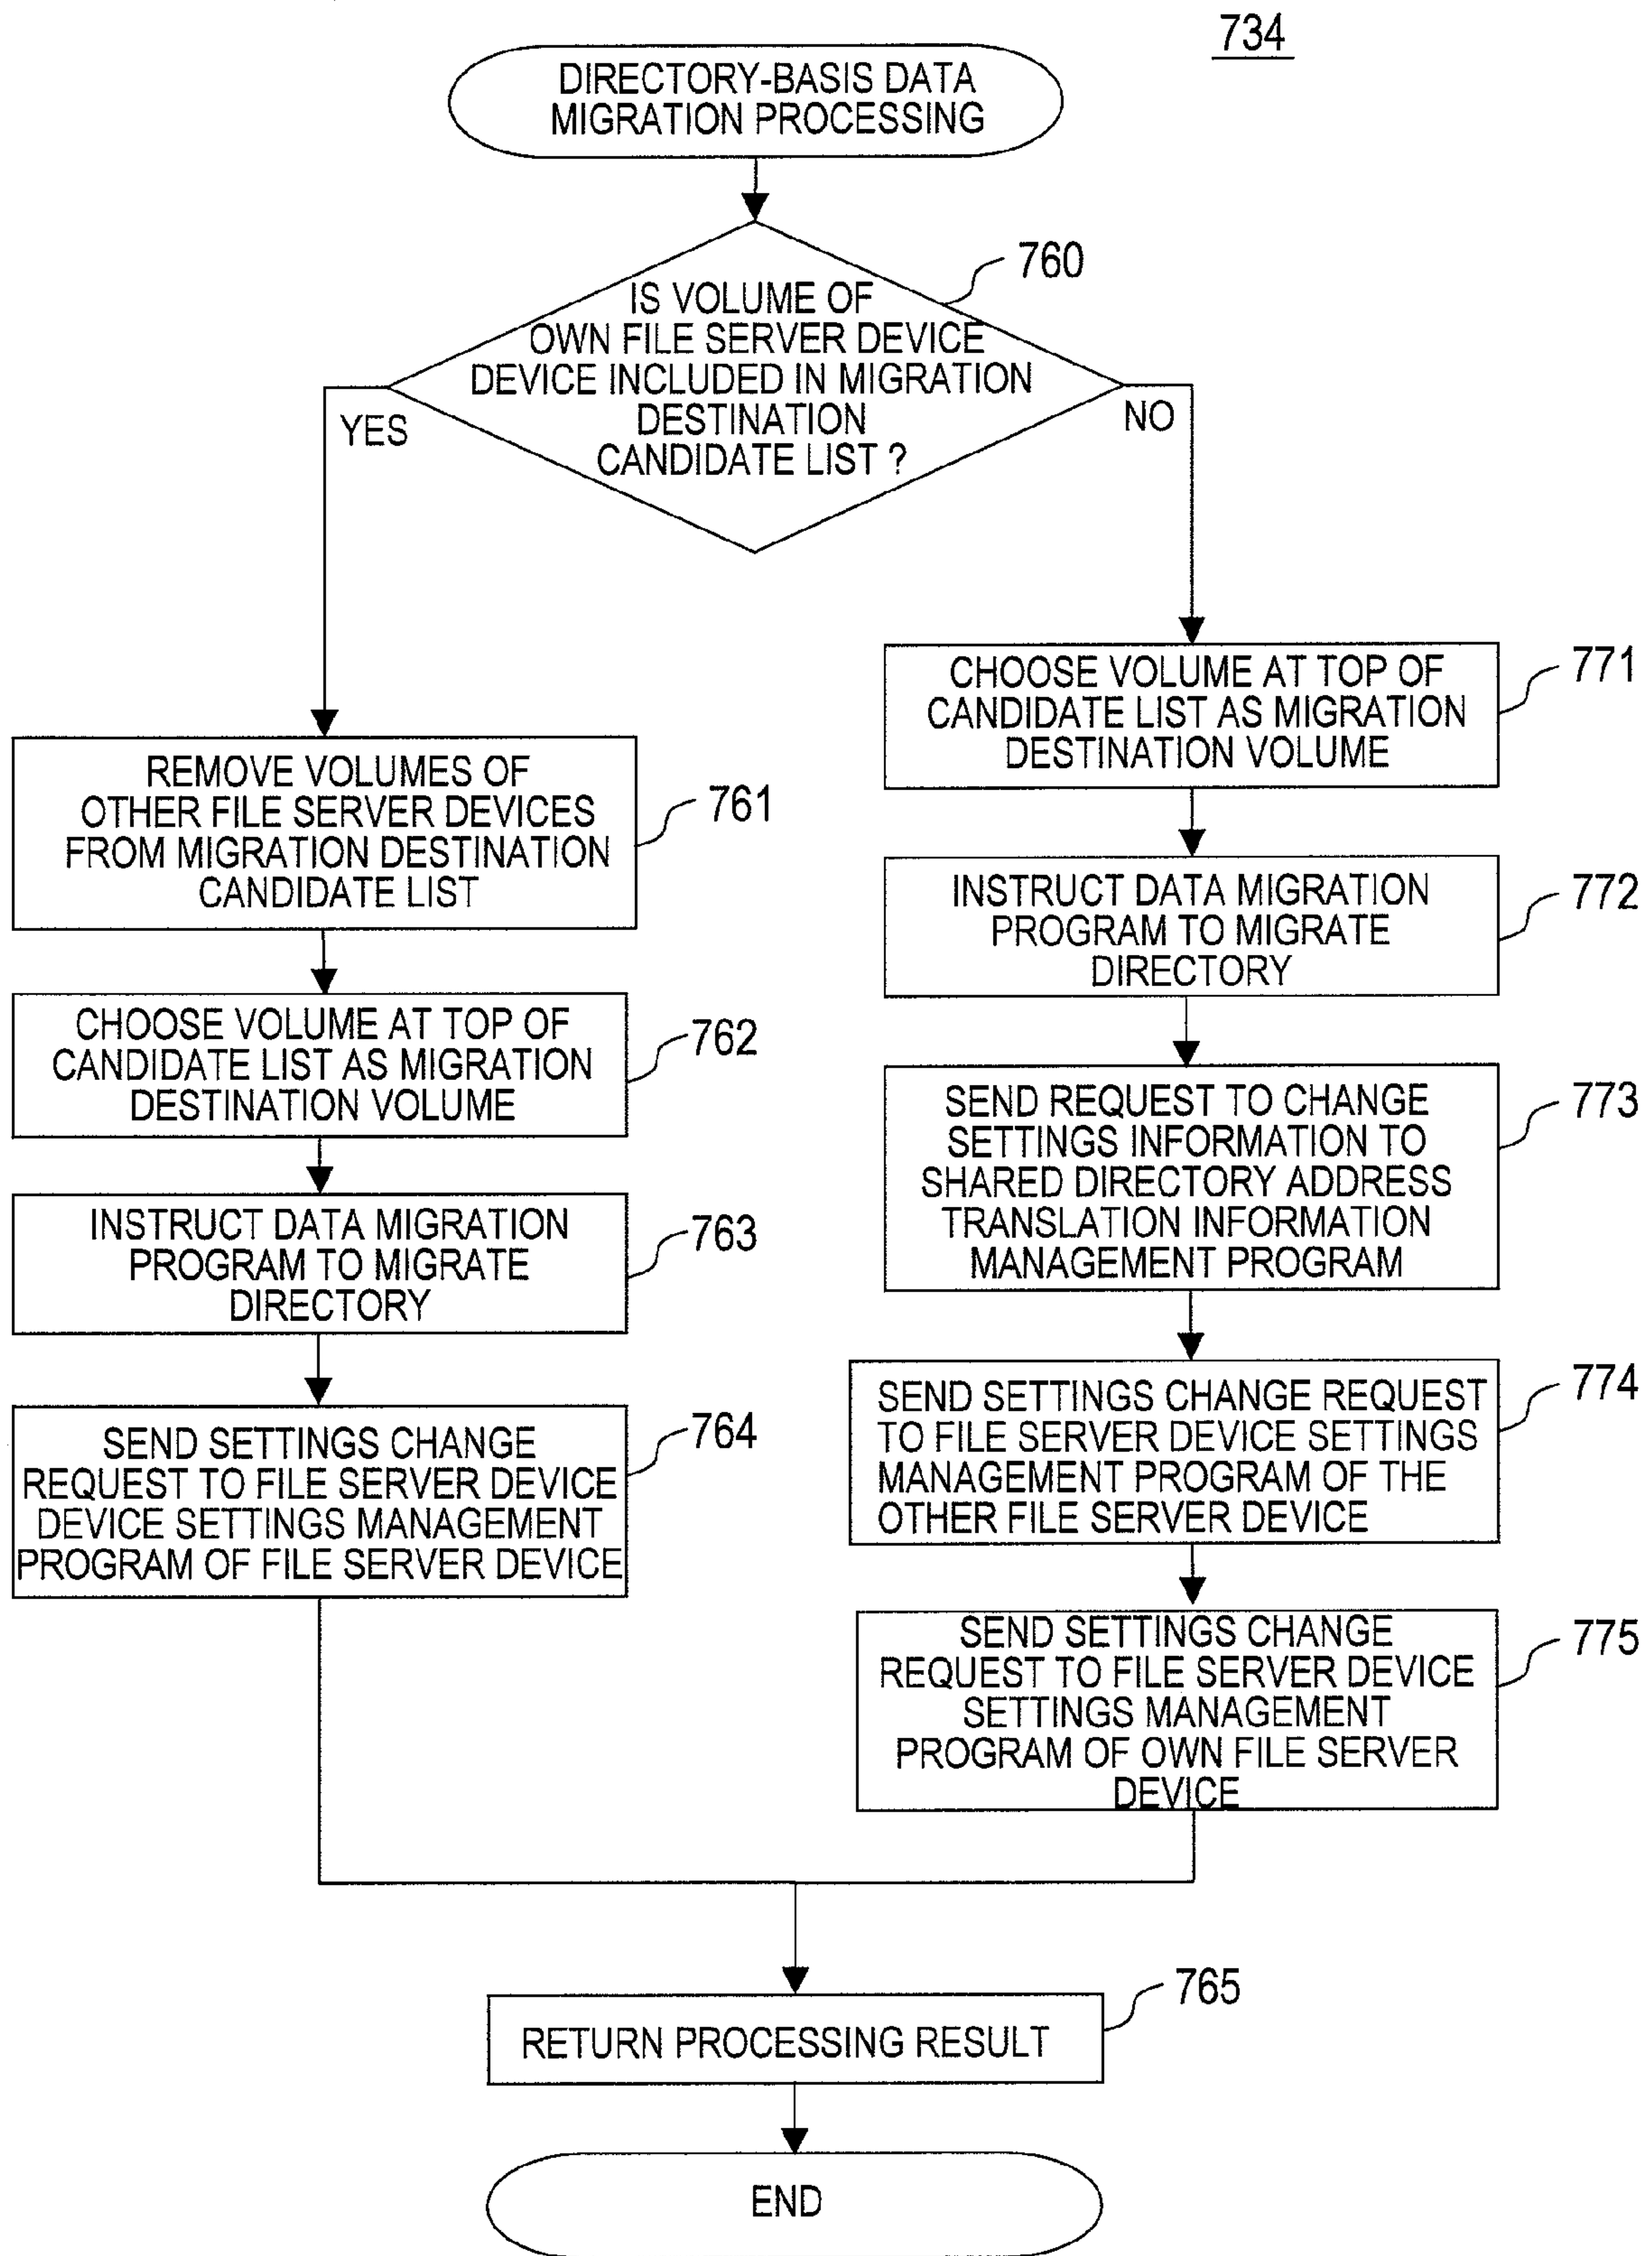 734
DIRECTORY-BASIS DATA
MIGRATION PROCESSING
760
IS VOLUME OF
OWN FILE SERVER DEVICE
DEVICE INCLUDED IN MIGRATION
DESTINATION
CANDIDATE LIST ?
YES
NO
REMOVE VOLUMES OF
OTHER FILE SERVER DEVICES
FROM MIGRATION DESTINATION
CANDIDATE LIST
761
CHOOSE VOLUME AT TOP OF
CANDIDATE LIST AS MIGRATION
DESTINATION VOLUME
762
INSTRUCT DATA MIGRATION
PROGRAM TO MIGRATE
DIRECTORY
763
SEND SETTINGS CHANGE
REQUEST TO FILE SERVER DEVICE
DEVICE SETTINGS MANAGEMENT
PROGRAM OF FILE SERVER DEVICE
764
CHOOSE VOLUME AT TOP OF
CANDIDATE LIST AS MIGRATION
DESTINATION VOLUME
771
INSTRUCT DATA MIGRATION
PROGRAM TO MIGRATE
DIRECTORY
772
SEND REQUEST TO CHANGE
SETTINGS INFORMATION TO
SHARED DIRECTORY ADDRESS
TRANSLATION INFORMATION
MANAGEMENT PROGRAM
773
SEND SETTINGS CHANGE REQUEST
TO FILE SERVER DEVICE SETTINGS
MANAGEMENT PROGRAM OF THE
OTHER FILE SERVER DEVICE
774
SEND SETTINGS CHANGE
REQUEST TO FILE SERVER DEVICE
SETTINGS MANAGEMENT
PROGRAM OF OWN FILE SERVER
DEVICE
775
RETURN PROCESSING RESULT
765
END